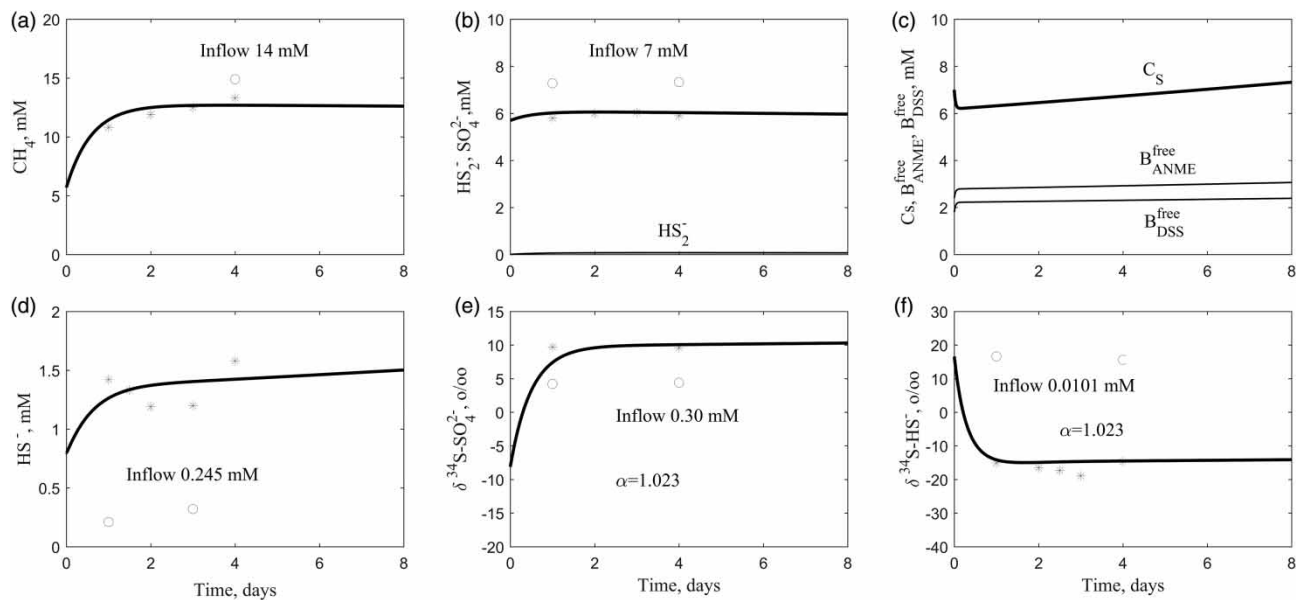 (a)
20
15
10
5
0
CH4, mM
Inflow 14 mM
0 2 4 6 8
(b)
10
8
6
4
2
0
HS2-, SO42-,mM
Inflow 7 mM
HS2-
0 2 4 6 8
(c)
10
8
6
4
2
0
Cs, BANMEfree, BDSSfree, mM
CS
BANMEfree
BDSSfree
0 2 4 6 8
(d)
2
1.5
1
0.5
0
HS-, mM
Inflow 0.245 mM
0 2 4 6 8
Time, days
(e)
15
10
5
0
-5
-10
-15
-20
δ 34S-SO42-, o/oo
Inflow 0.30 mM
α=1.023
0 2 4 6 8
Time, days
(f)
30
20
10
0
-10
-20
-30
-40
δ 34S-HS-, o/oo
Inflow 0.0101 mM
α=1.023
0 2 4 6 8
Time, days